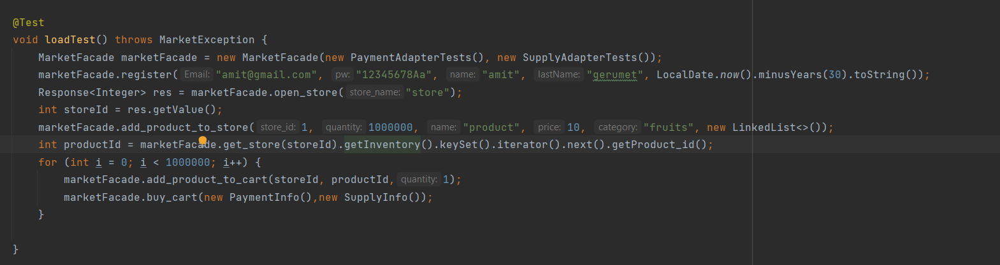 @Test
void loadTest() throws MarketException {
MarketFacade marketFacade = new MarketFacade(new PaymentAdapterTests(), new SupplyAdapterTests());
marketFacade.register( Email: "amit@gmail.com", pw: "12345678Aa", name: "amit", lastName: "gerumet", LocalDate.now().minusYears(30).toString());
Response<Integer> res = marketFacade.open_store( store_name: "store");
int storeId = res.getValue();
marketFacade.add_product_to_store( store_id: 1, quantity: 1000000, name: "product", price: 10, category: "fruits", new LinkedList<>());
int productId = marketFacade.get_store(storeId).getInventory().keySet().iterator().next().getProduct_id();
for (int i = 0; i < 1000000; i++) {
marketFacade.add_product_to_cart(storeId, productId, quantity: 1);
marketFacade.buy_cart(new PaymentInfo(),new SupplyInfo());
}
}